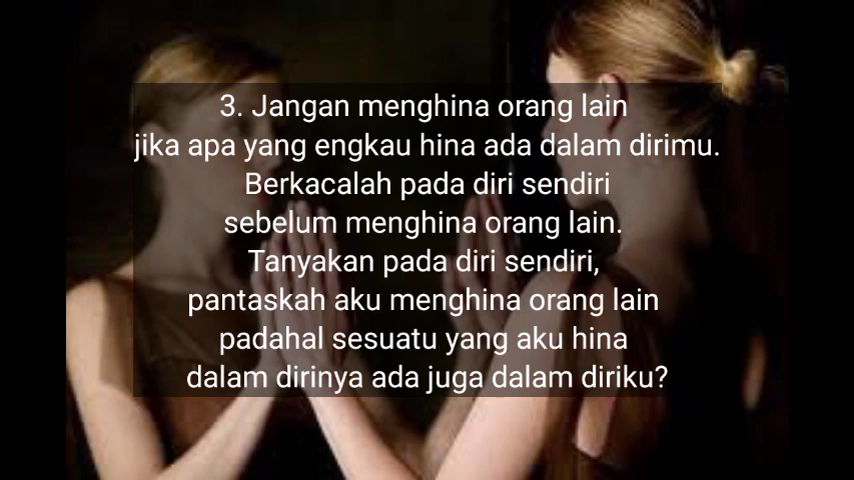 3. Jangan menghina orang lain
jika apa yang engkau hina ada dalam dirimu.
Berkacalah pada diri sendiri
sebelum menghina orang lain.
Tanyakan pada diri sendiri,
pantaskah aku menghina orang lain
padahal sesuatu yang aku hina
dalam dirinya ada juga dalam diriku?